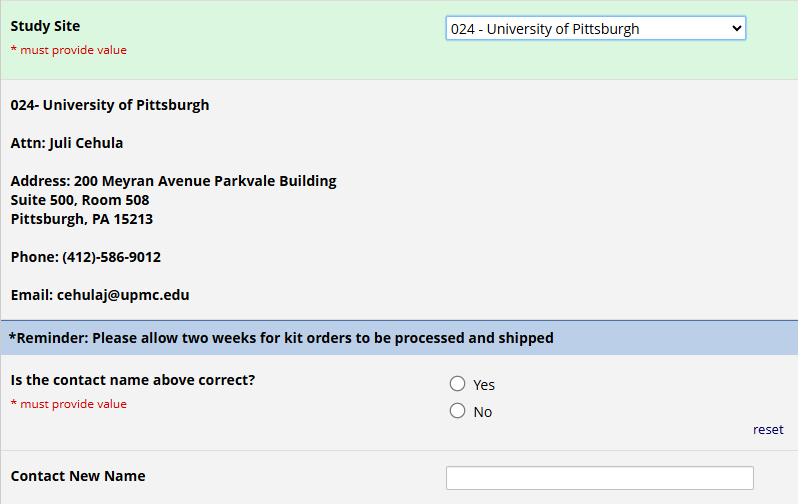 Study Site
024 - University of Pittsburgh
* must provide value
024- University of Pittsburgh
Attn: Juli Cehula
Address: 200 Meyran Avenue Parkvale Building
Suite 500, Room 508
Pittsburgh, PA 15213
Phone: (412)-586-9012
Email: cehulaj@upmc.edu
*Reminder: Please allow two weeks for kit orders to be processed and shipped
Is the contact name above correct?
* must provide value
Yes
No
reset
Contact New Name